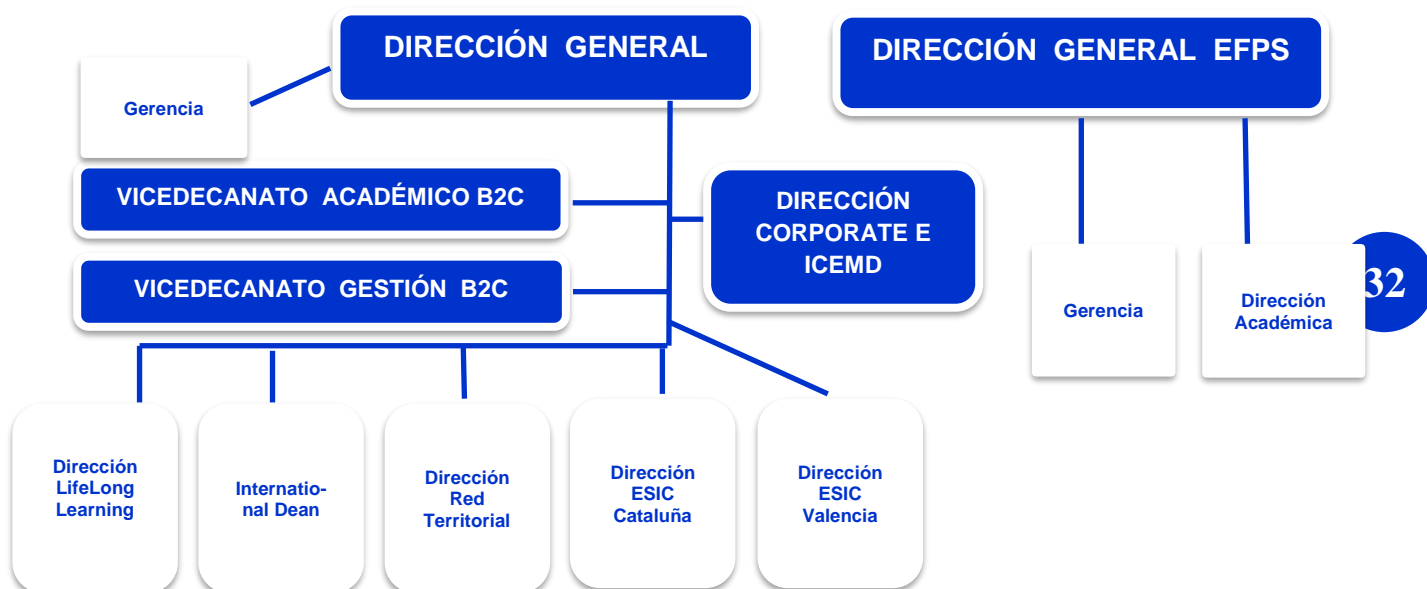 DIRECCIÓN GENERAL
DIRECCIÓN GENERAL EFPS
Gerencia
VICEDECANATO ACADÉMICO B2C
DIRECCIÓN
CORPORATE E
ICEMD
VICEDECANATO GESTIÓN B2C
Gerencia
Dirección
Académica
32
Dirección
LifeLong
Learning
Internatio-
nal Dean
Dirección
Red
Territorial
Dirección
ESIC
Cataluña
Dirección
ESIC
Valencia